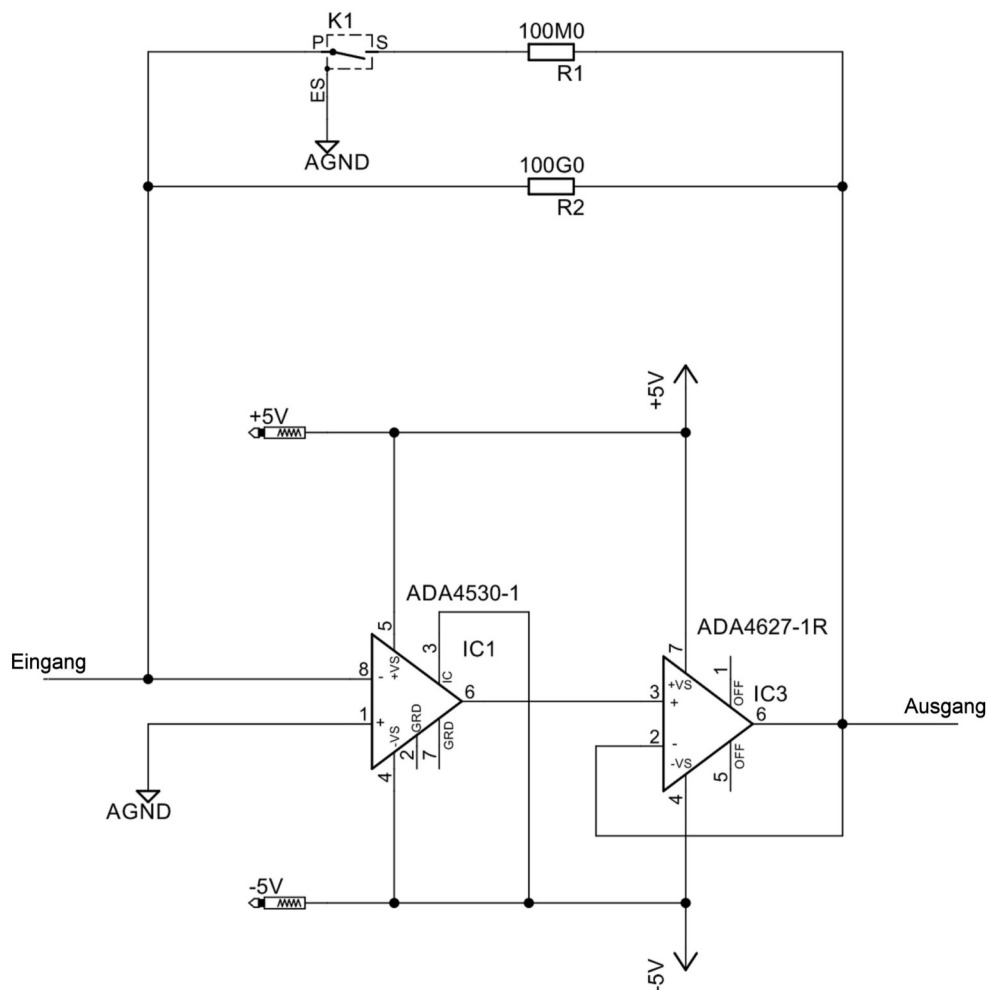 K1
P
S
ES
AGND
100M0
R1
100G0
R2
+5V
+5V
ADA4530-1
IC1
ADA4627-1R
IC3
Eingang
8
-
1
+
5
+VS
3
IC
6
-VS
4
GRD
2
GRD
7
AGND
3
+
2
-
7
+VS
1
OFF
6
-VS
4
OFF
5
Ausgang
-5V
-5V